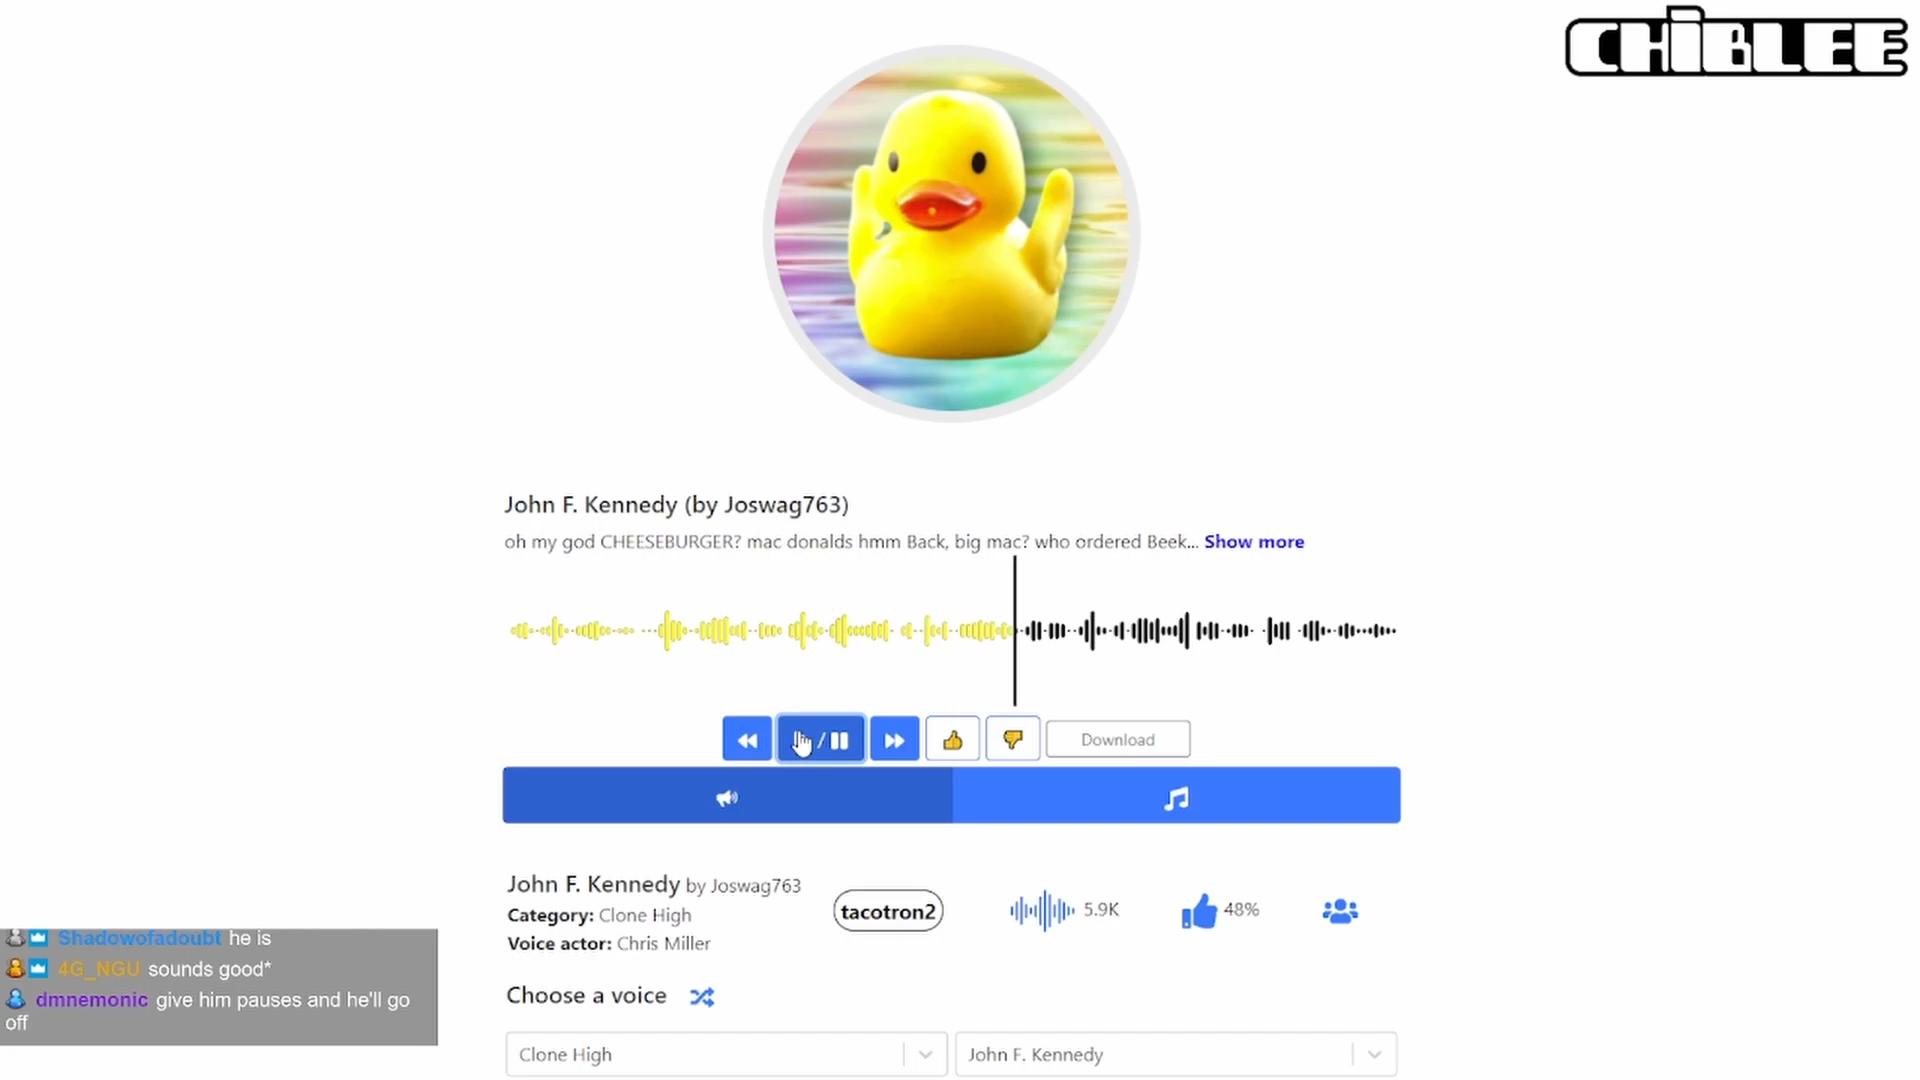 CHIBLEE
John F. Kennedy (by Joswag763)
oh my god CHEESEBURGER? mac donalds hmm Back, big mac? who ordered Beek... Show more
/
Download
John F. Kennedy by Joswag763
Category: Clone High
Voice actor: Chris Miller
tacotron2
5.9K
48%
Shadowofadoubt he is
4G_NGU sounds good*
dmnemonic give him pauses and he'll go
off
Choose a voice
Clone High
John F. Kennedy